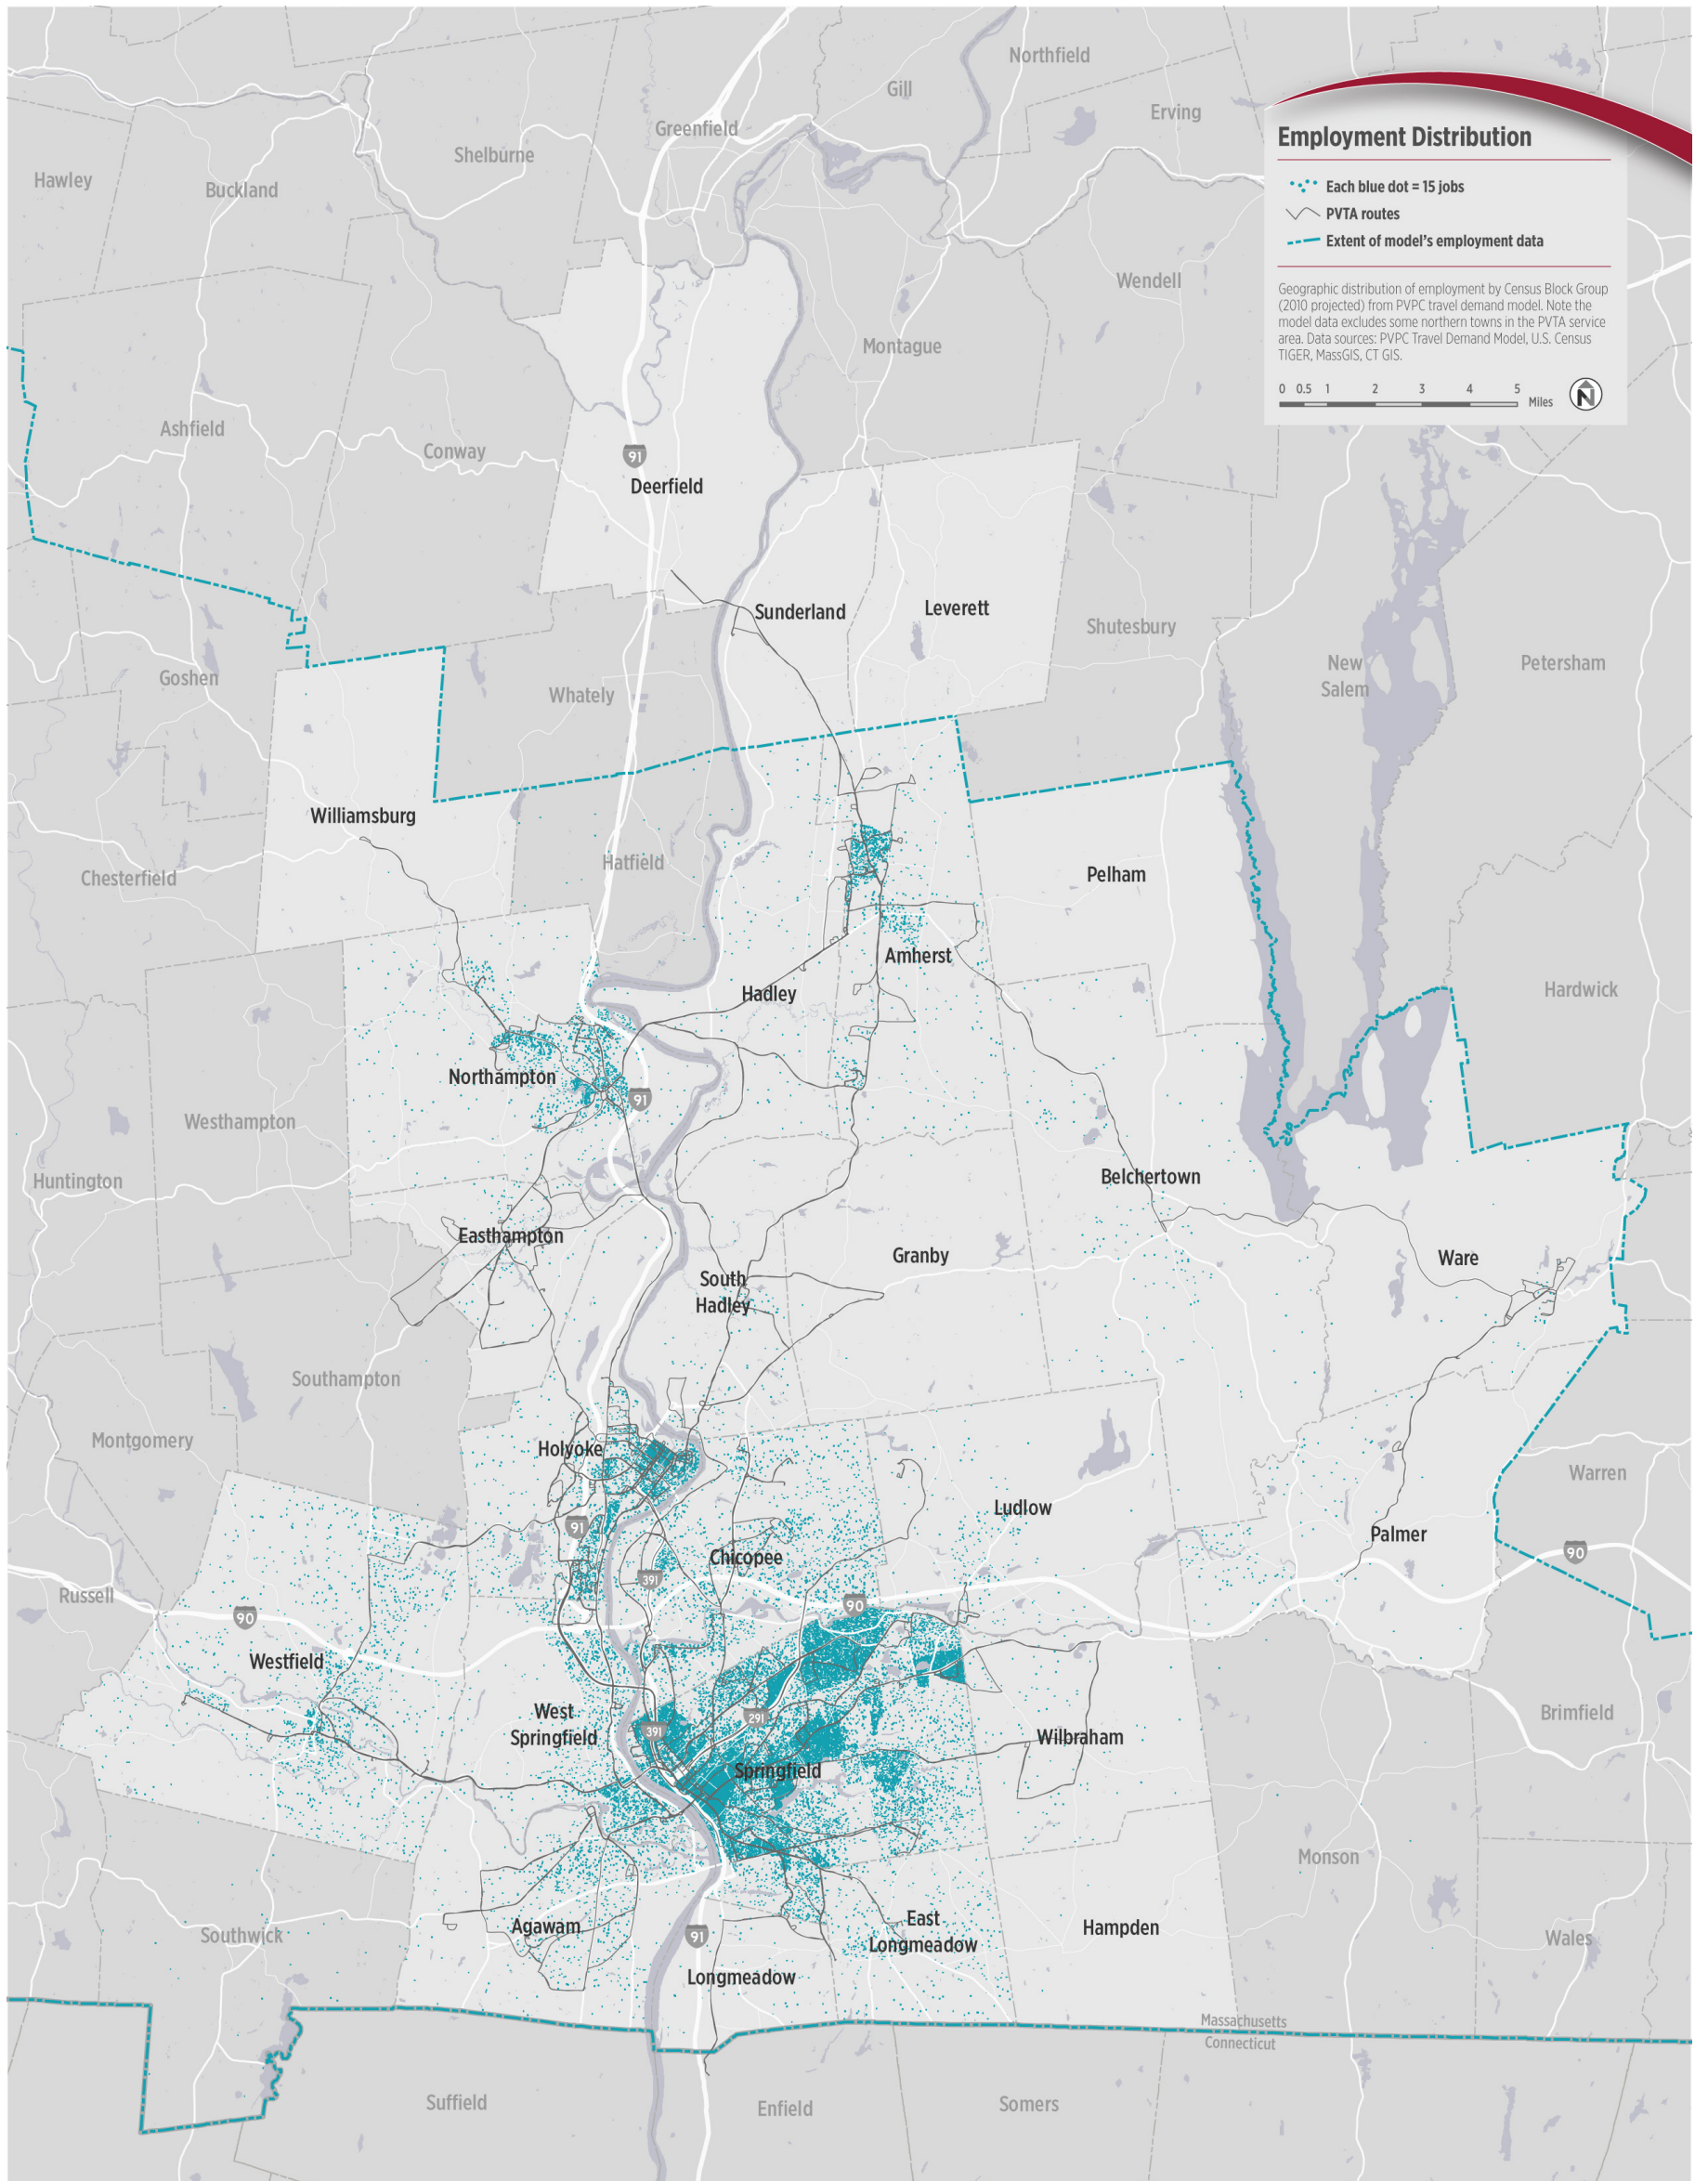 Northfield
Gill
Erving
Greenfield
Shelburne
Hawley
Buckland
Employment Distribution
Each blue dot = 15 jobs
PVTA routes
Extent of model's employment data
Geographic distribution of employment by Census Block Group
(2010 projected) from PVPC travel demand model. Note the
model data excludes some northern towns in the PVTA service
area. Data sources: PVPC Travel Demand Model, U.S. Census
TIGER, MassGIS, CT GIS.
0 0.5 1 2 3 4 5
Miles
N
Wendell
Montague
Ashfield
Conway
91
Deerfield
Sunderland
Leverett
Shutesbury
New
Salem
Petersham
Goshen
Whately
Williamsburg
Hatfield
Chesterfield
Pelham
Amherst
Hadley
Hardwick
Northampton
91
Westhampton
Huntington
Belchertown
Easthampton
Granby
Ware
South
Hadley
Southampton
Montgomery
Holyoke
Warren
Ludlow
91
Palmer
Chicopee
90
391
Russell
90
90
Westfield
West
Springfield
391
291
Wilbraham
Brimfield
Springfield
Monson
Agawam
East
Longmeadow
Hampden
Southwick
91
Wales
Longmeadow
Massachusetts
Connecticut
Suffield
Enfield
Somers